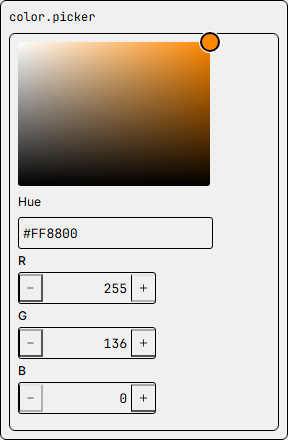 color.picker
Hue
#FF8800
R
− 255 +
G
− 136 +
B
− 0 +